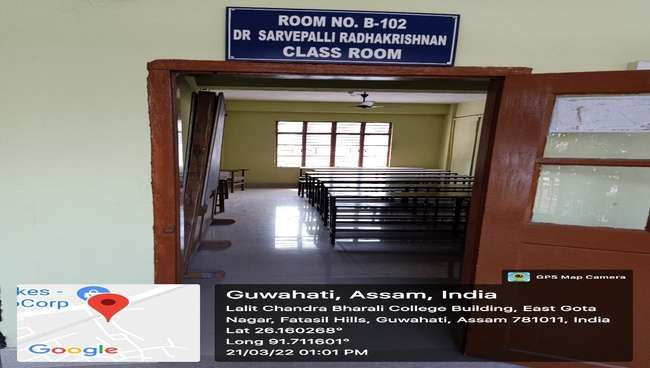 ROOM NO. B-102
DR SARVEPALLI RADHAKRISHNAN
CLASS ROOM
GPS Map Camera
Guwahati, Assam, India
Lalit Chandra Bharali College Building, East Gota
Nagar, Fatasil Hills, Guwahati, Assam 781011, India
Lat 26.160268°
Long 91.711601°
21/03/22 01:01 PM
kes -
oCorp
Google